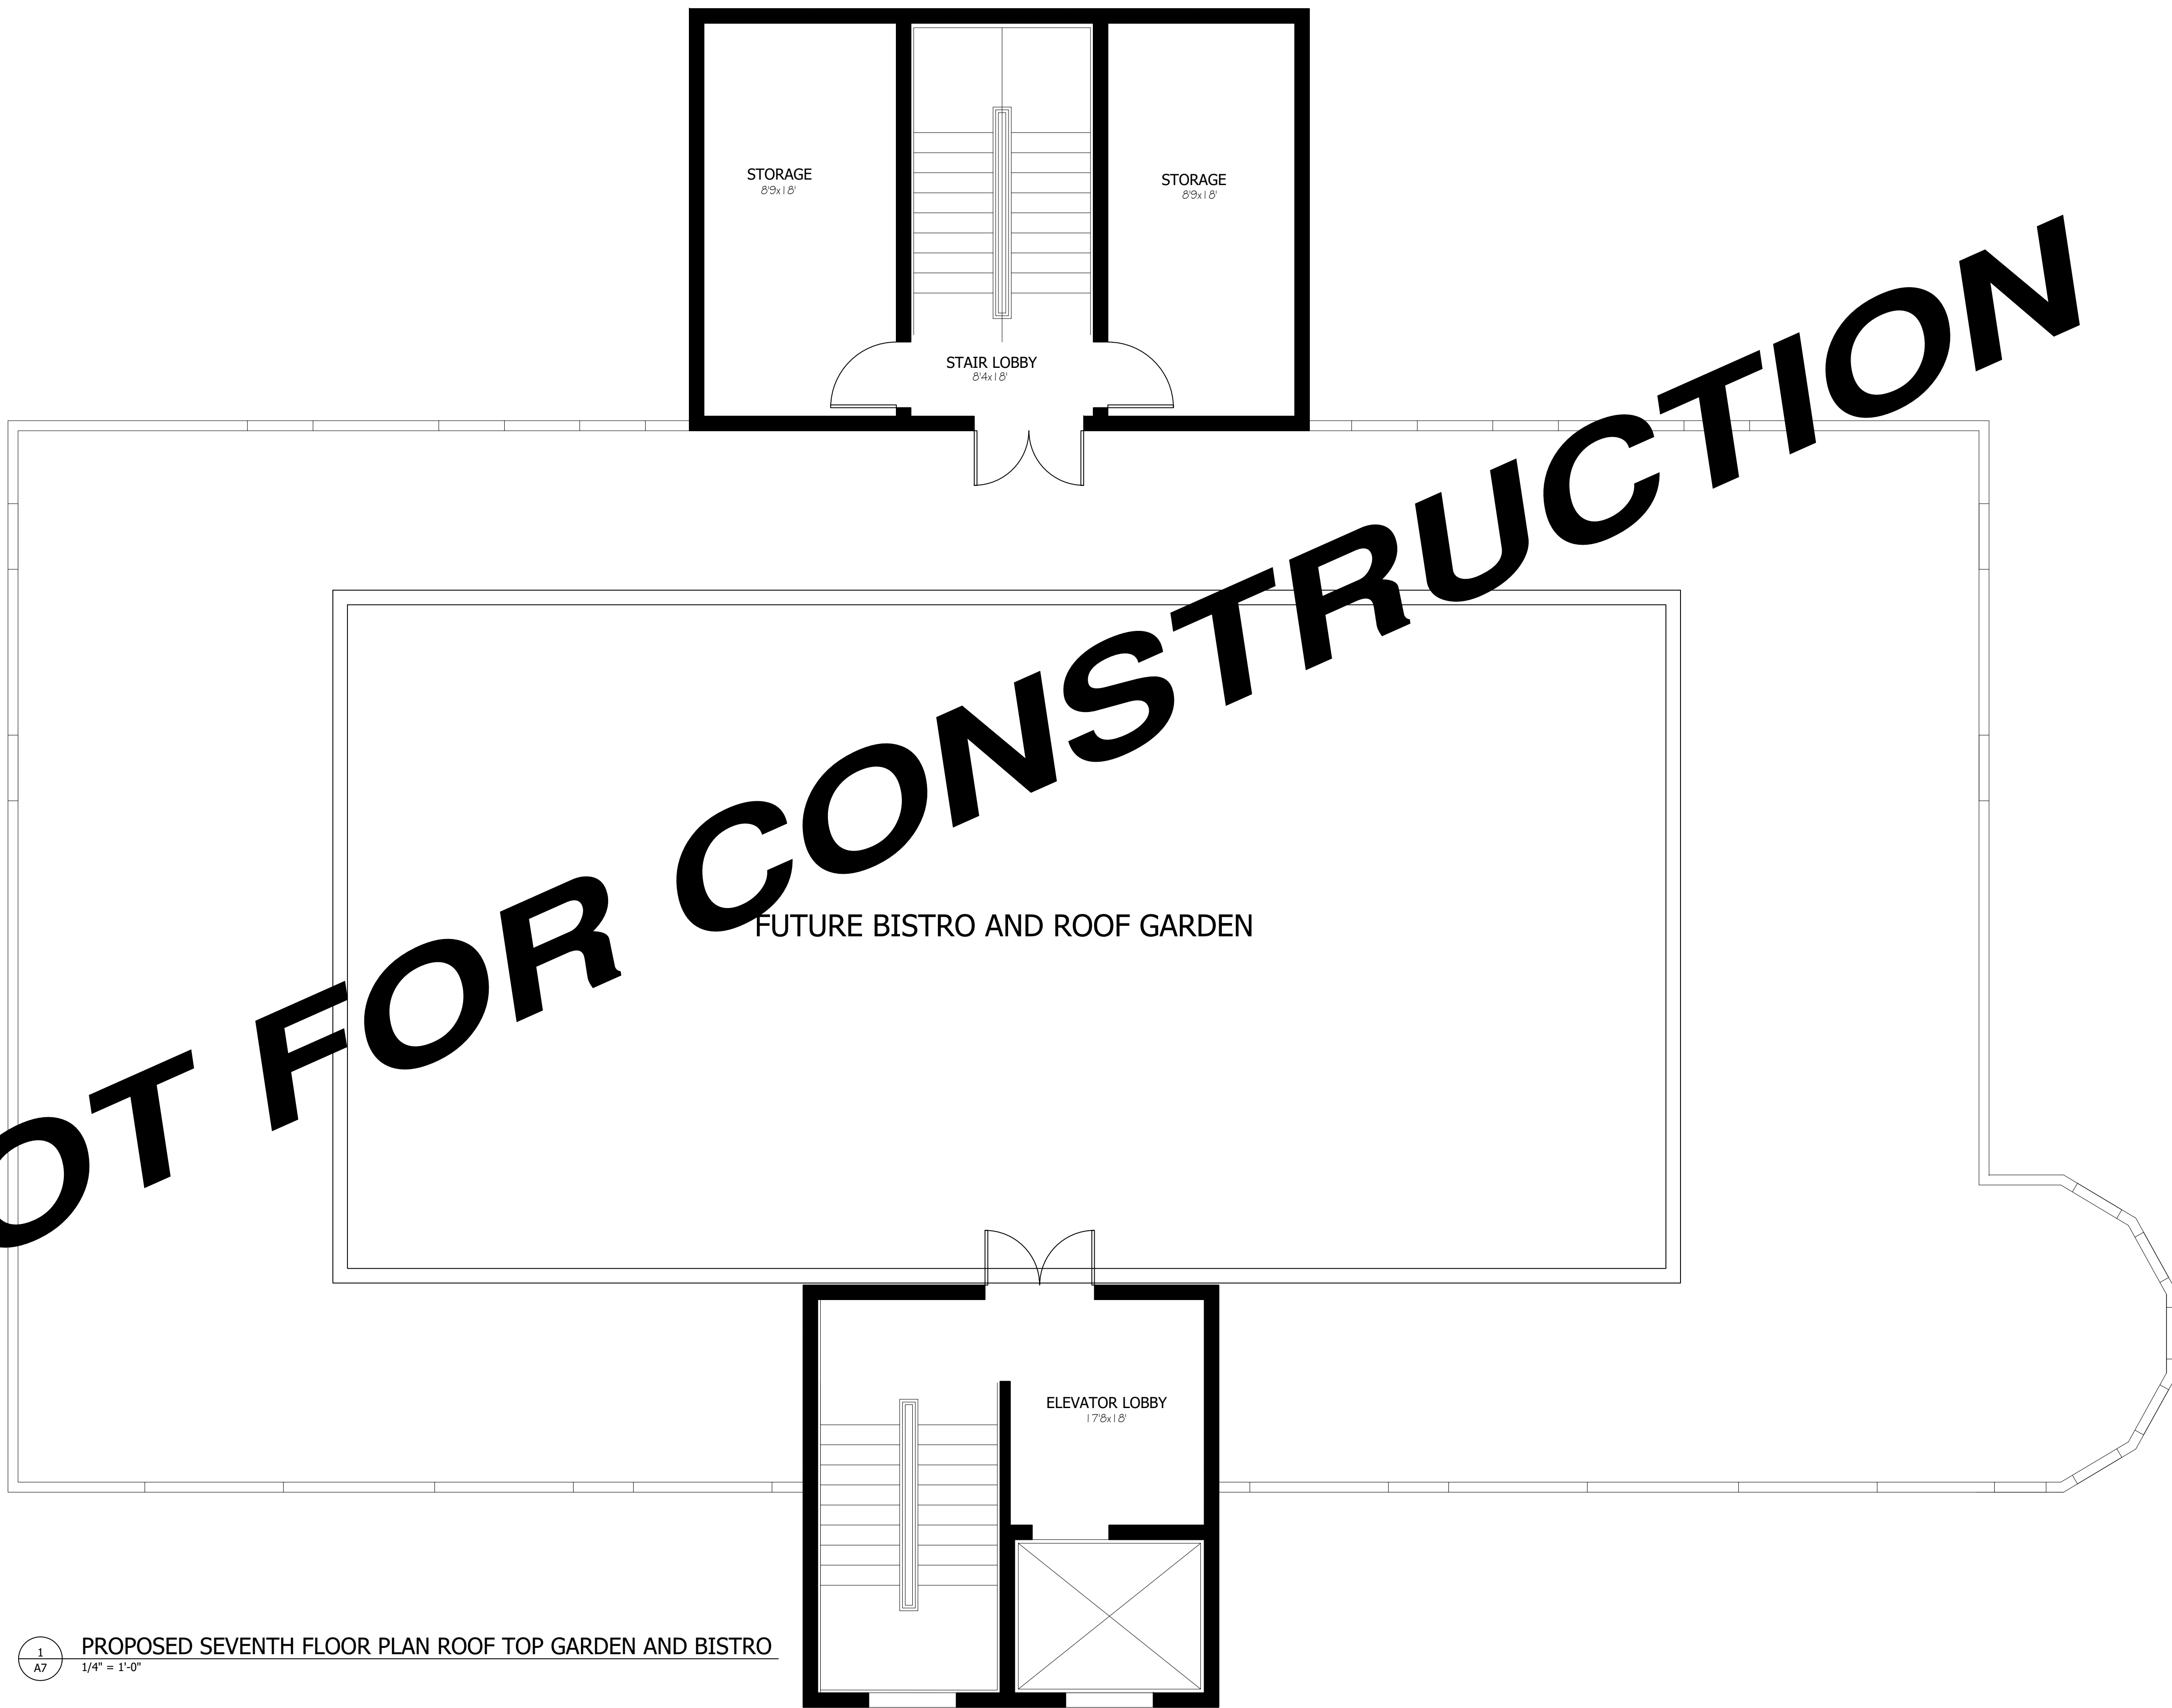 STORAGE
8'9x18'
STORAGE
8'9x18'
STAIR LOBBY
8'4x18'
OT FOR CONSTRUCTION
FUTURE BISTRO AND ROOF GARDEN
ELEVATOR LOBBY
17'8x18'
1
A7
PROPOSED SEVENTH FLOOR PLAN ROOF TOP GARDEN AND BISTRO
1/4" = 1'-0"